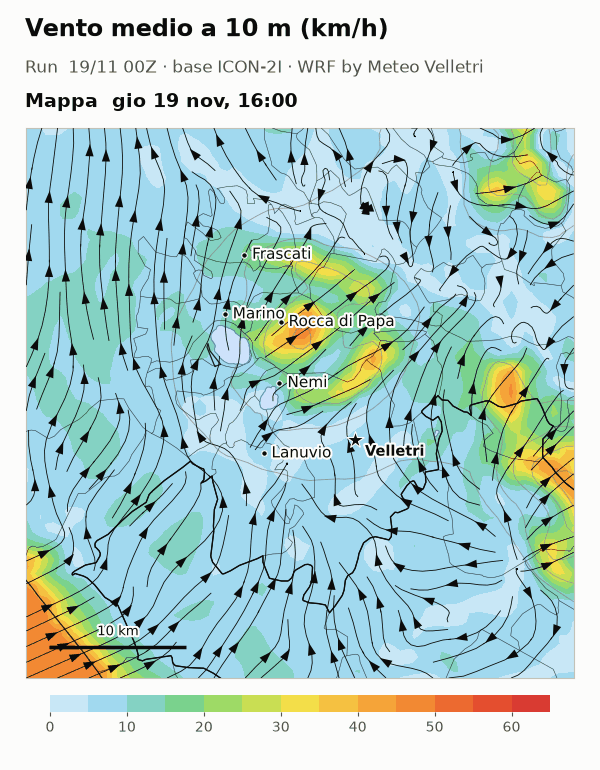 Vento medio a 10 m (km/h)
Run  19/11 00Z · base ICON-2I · WRF by Meteo Velletri
Mappa  gio 19 nov, 16:00
Frascati
Marino
Rocca di Papa
Nemi
Lanuvio
Velletri
10 km
0 10 20 30 40 50 60